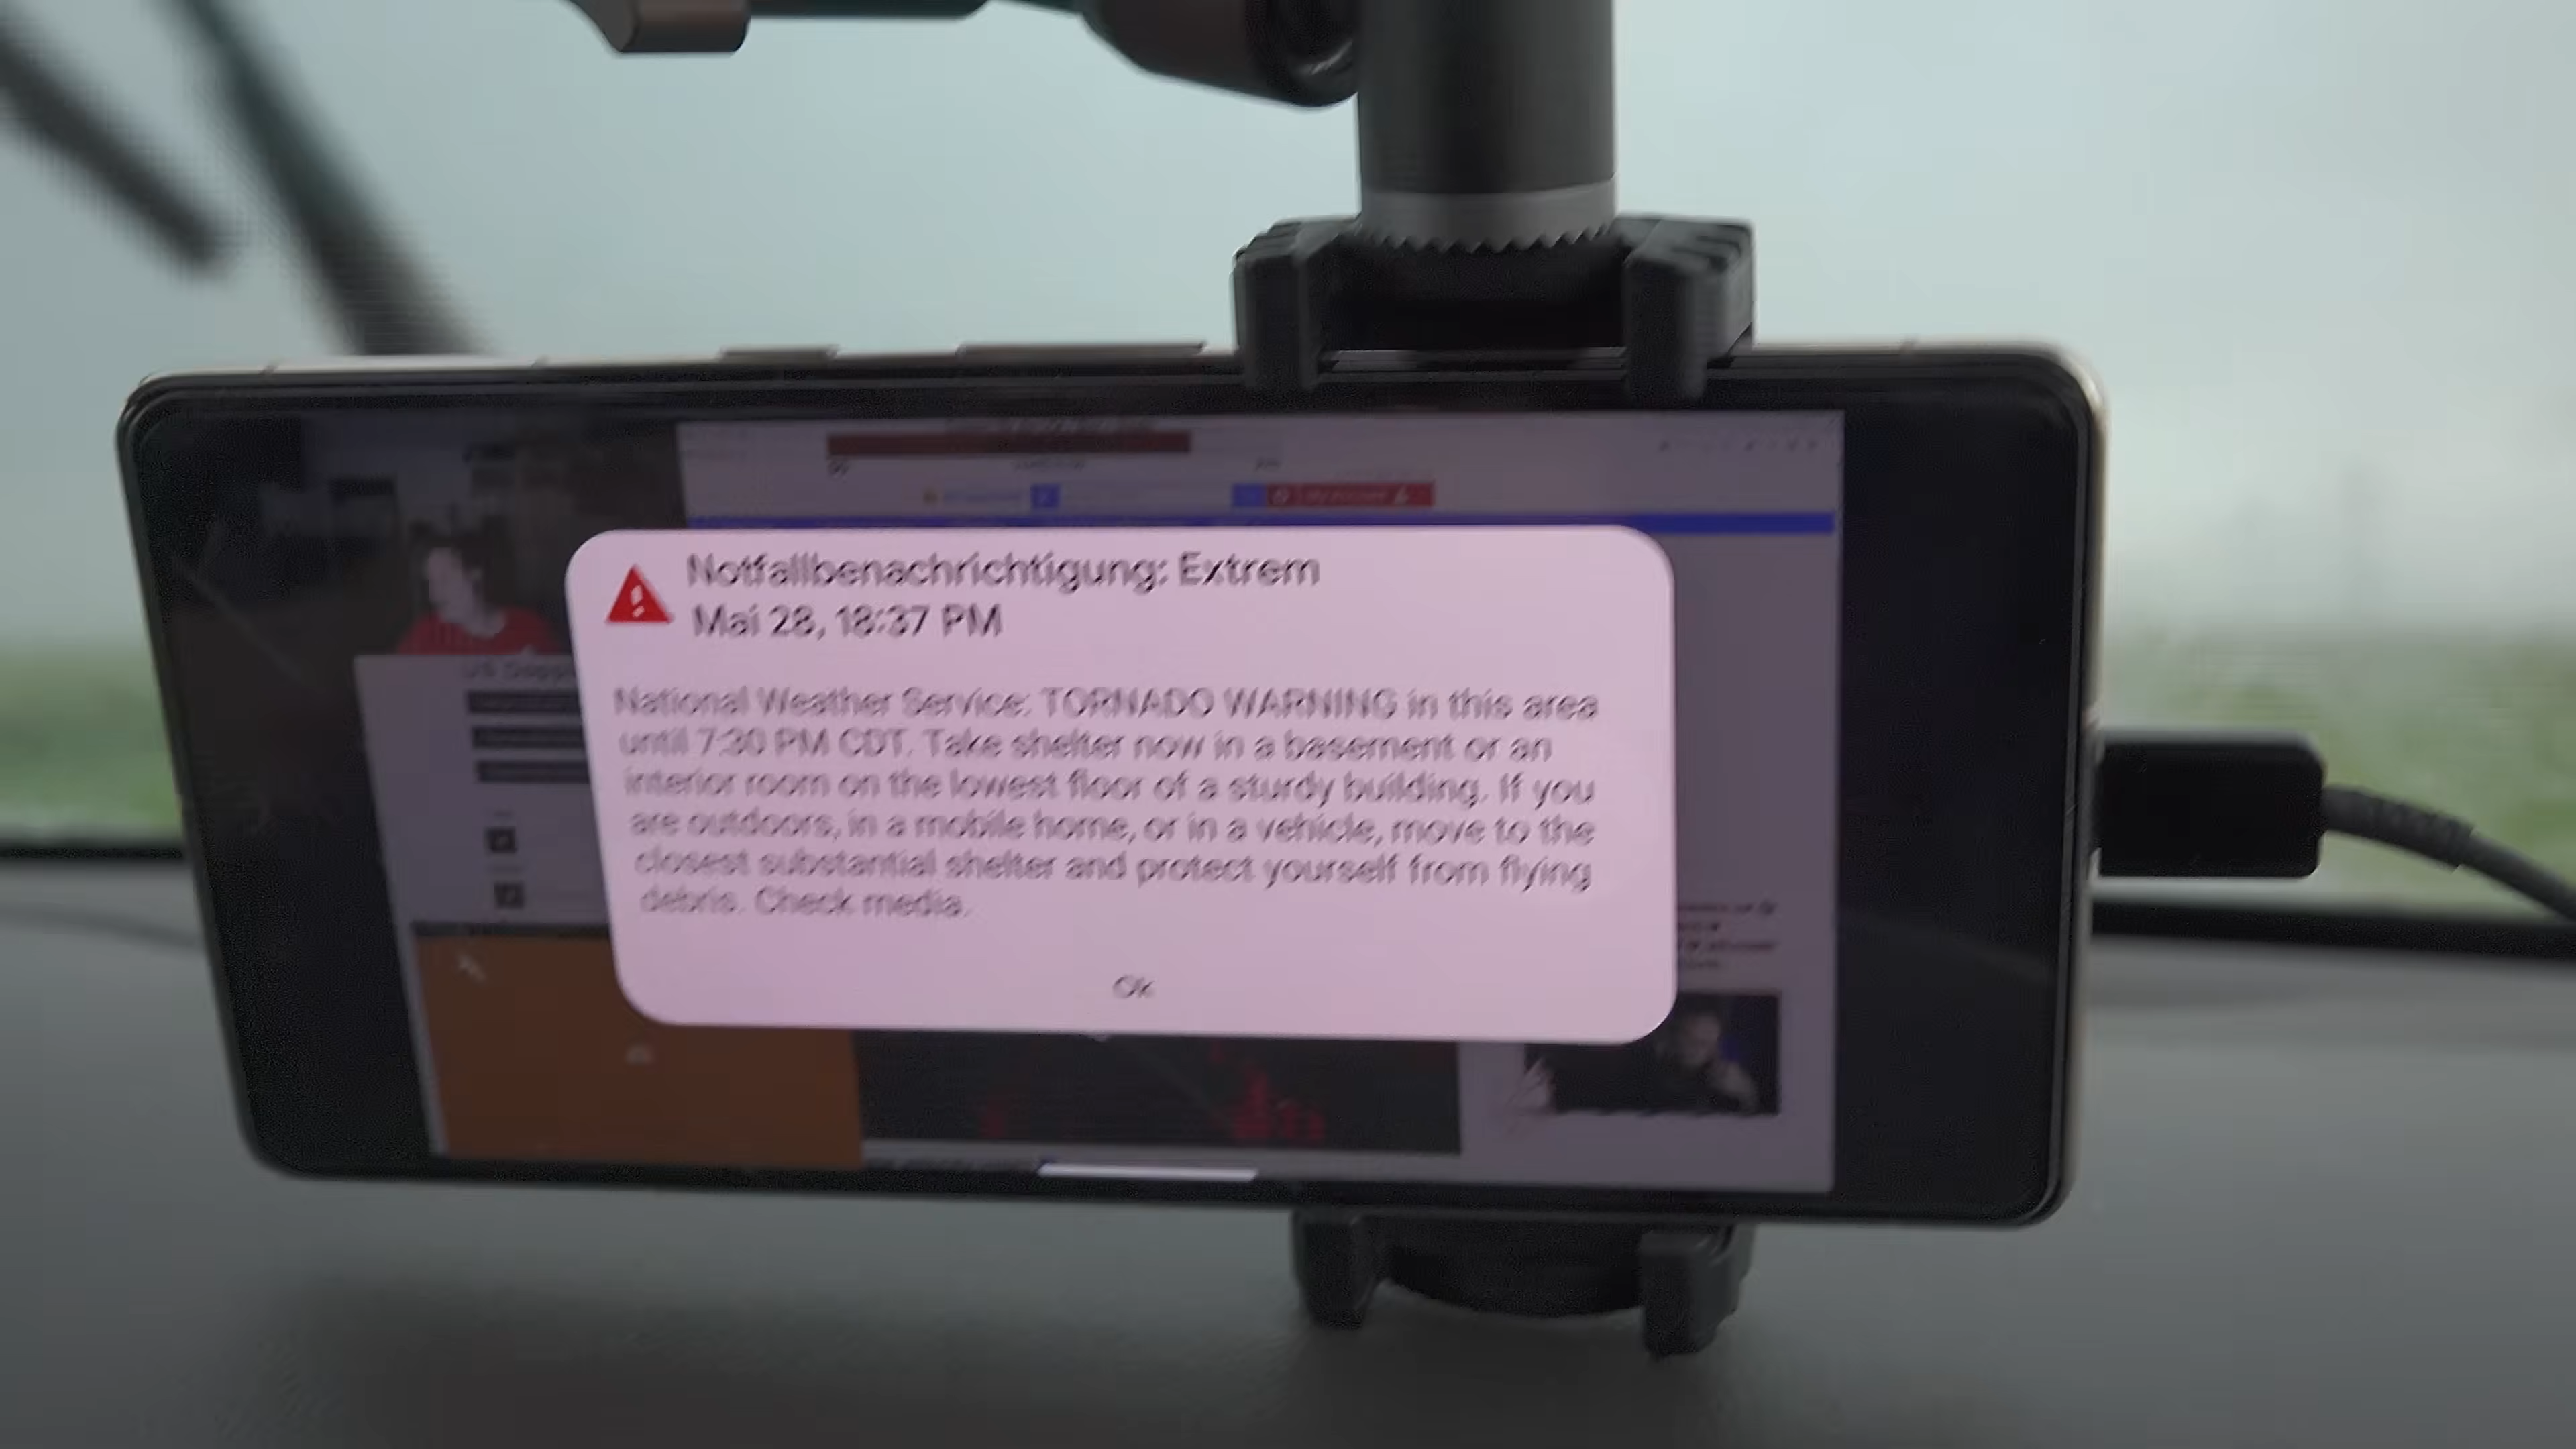 Notfallbenachrichtigung: Extrem
Mai 28, 18:37 PM
National Weather Service: TORNADO WARNING in this area
until 7:30 PM CDT. Take shelter now in a basement or an
interior room on the lowest floor of a sturdy building. If you
are outdoors, in a mobile home, or in a vehicle, move to the
closest substantial shelter and protect yourself from flying
debris. Check media.
Ok